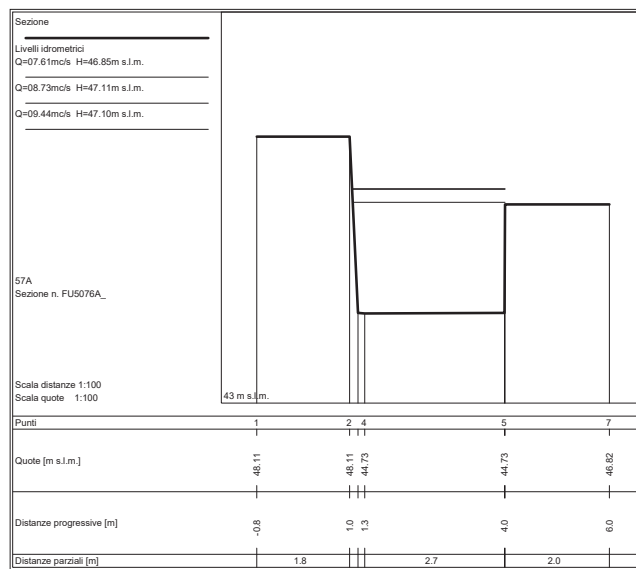 Sezione
Livelli idrometrici
Q=07.61mc/s H=46.85m s.l.m.
Q=08.73mc/s H=47.11m s.l.m.
Q=09.44mc/s H=47.10m s.l.m.
57A
Sezione n. FU5076A_
Scala distanze 1:100
Scala quote 1:100
43 m s.l.m.
Punti 1 2 4 5 7
Quote [m s.l.m.] 48.11 48.11 44.73 44.73 46.82
Distanze progressive [m] -0.8 1.0 1.3 4.0 6.0
Distanze parziali [m] 1.8 2.7 2.0